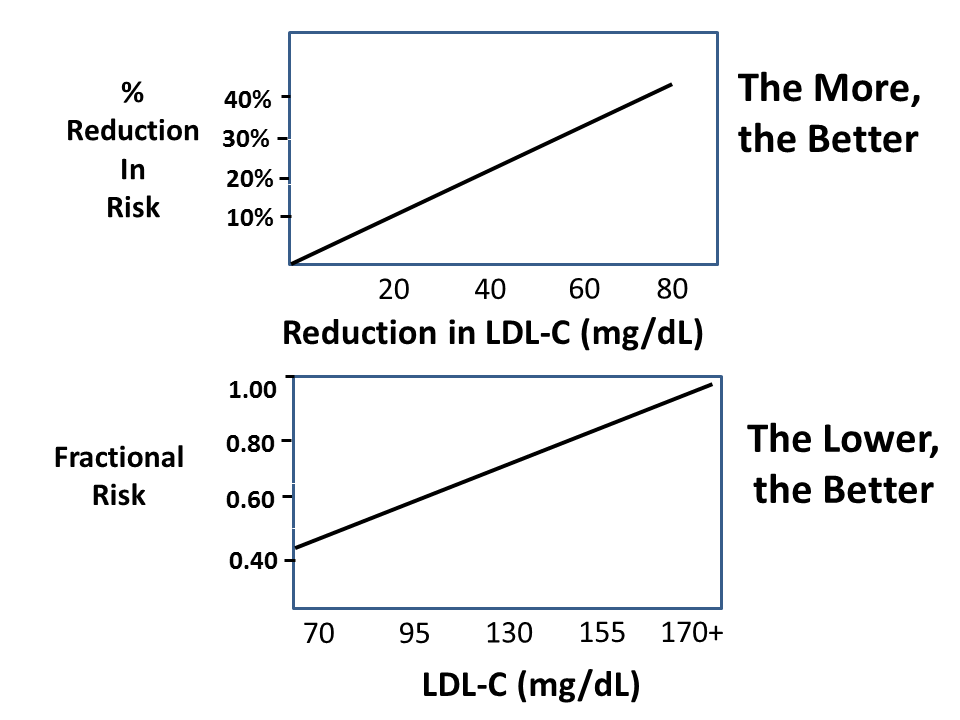 %
Reduction
In
Risk
40%
30%
20%
10%
The More,
the Better
20 40 60 80
Reduction in LDL-C (mg/dL)
Fractional
Risk
1.00
0.80
0.60
0.40
The Lower,
the Better
70 95 130 155 170+
LDL-C (mg/dL)